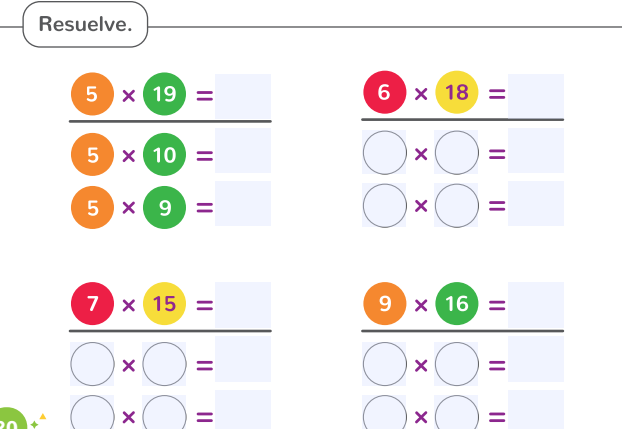 Resuelve.
5 × 19 =
5 × 10 =
5 × 9 =
6 × 18 =
× =
× =
7 × 15 =
× =
× =
9 × 16 =
× =
× =